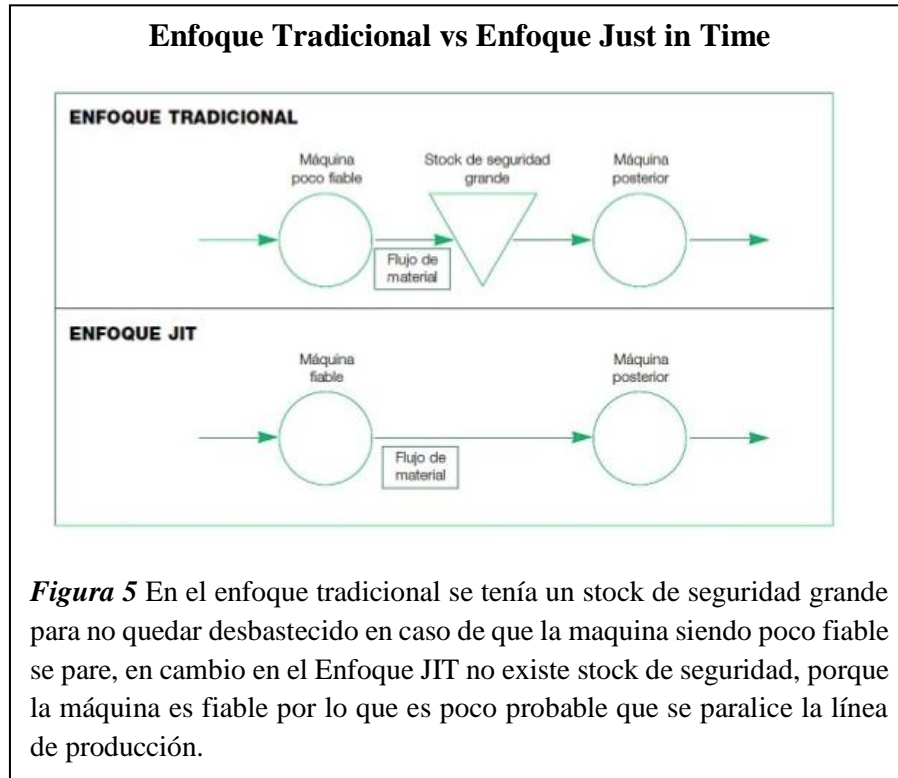 Enfoque Tradicional vs Enfoque Just in Time
ENFOQUE TRADICIONAL
Máquina
poco fiable
Stock de seguridad
grande
Máquina
posterior
Flujo de
material
ENFOQUE JIT
Máquina
fiable
Máquina
posterior
Flujo de
material
Figura 5 En el enfoque tradicional se tenía un stock de seguridad grande
para no quedar desbastecido en caso de que la maquina siendo poco fiable
se pare, en cambio en el Enfoque JIT no existe stock de seguridad, porque
la máquina es fiable por lo que es poco probable que se paralice la línea
de producción.